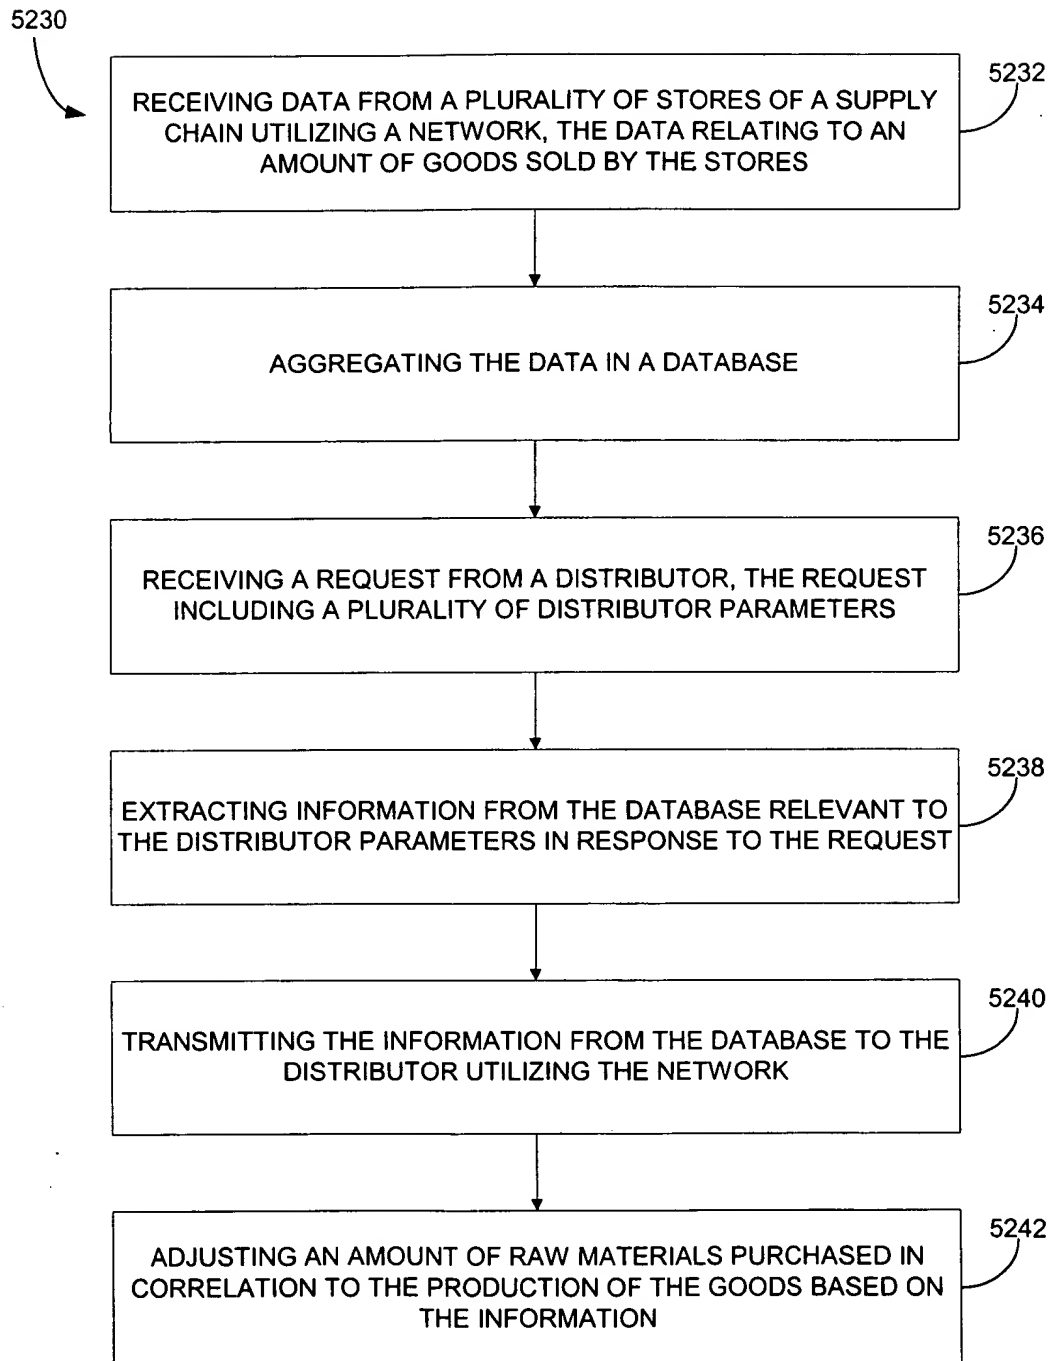 5230
5232
RECEIVING DATA FROM A PLURALITY OF STORES OF A SUPPLY
CHAIN UTILIZING A NETWORK, THE DATA RELATING TO AN
AMOUNT OF GOODS SOLD BY THE STORES
5234
AGGREGATING THE DATA IN A DATABASE
5236
RECEIVING A REQUEST FROM A DISTRIBUTOR, THE REQUEST
INCLUDING A PLURALITY OF DISTRIBUTOR PARAMETERS
5238
EXTRACTING INFORMATION FROM THE DATABASE RELEVANT TO
THE DISTRIBUTOR PARAMETERS IN RESPONSE TO THE REQUEST
5240
TRANSMITTING THE INFORMATION FROM THE DATABASE TO THE
DISTRIBUTOR UTILIZING THE NETWORK
5242
ADJUSTING AN AMOUNT OF RAW MATERIALS PURCHASED IN
CORRELATION TO THE PRODUCTION OF THE GOODS BASED ON
THE INFORMATION